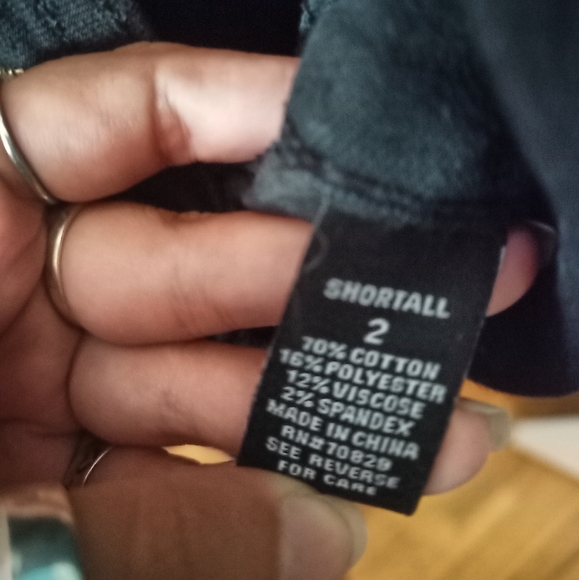 SHORTALL
2
70% COTTON
16% POLYESTER
12% VISCOSE
2% SPANDEX
MADE IN CHINA
RN#70829
SEE REVERSE
FOR CARE